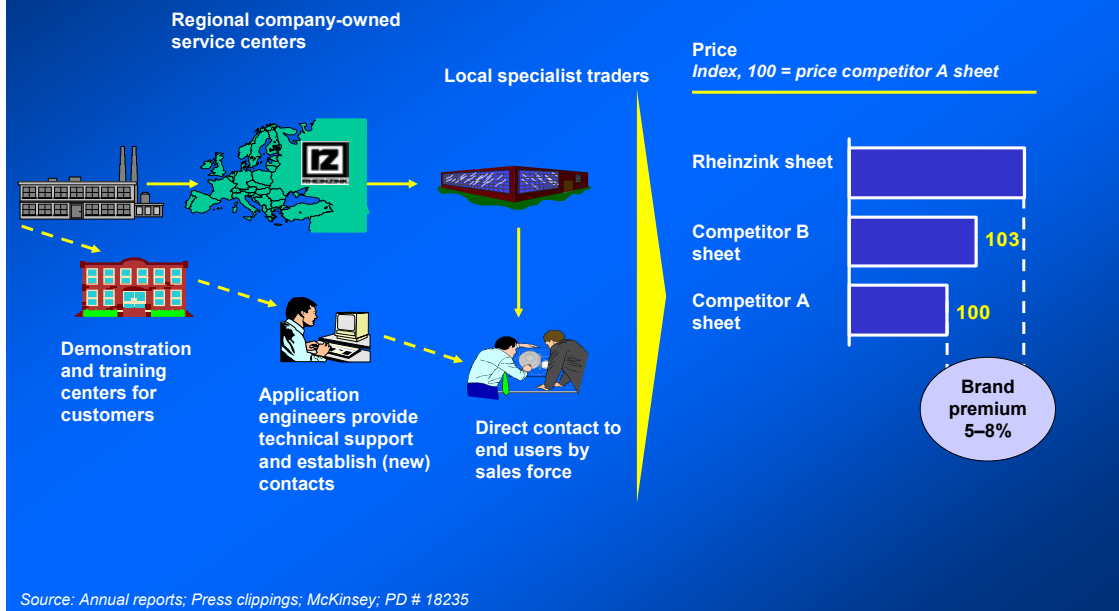 Regional company-owned
service centers
Local specialist traders
rz
RHEINZINK
Demonstration
and training
centers for
customers
Application
engineers provide
technical support
and establish (new)
contacts
Direct contact to
end users by
sales force
Price
Index, 100 = price competitor A sheet
Rheinzink sheet
Competitor B
sheet
103
Competitor A
sheet
100
Brand
premium
5–8%
Source: Annual reports; Press clippings; McKinsey; PD # 18235